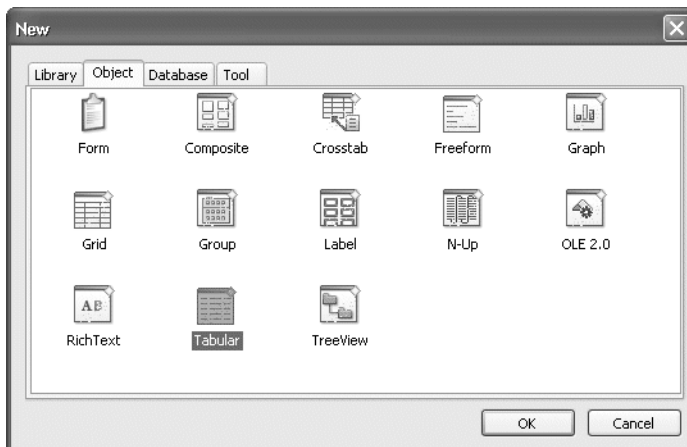 New
Library Object Database Tool
Form Composite Crosstab Freeform Graph
Grid Group Label N-Up OLE 2.0
AB
RichText Tabular TreeView
OK Cancel